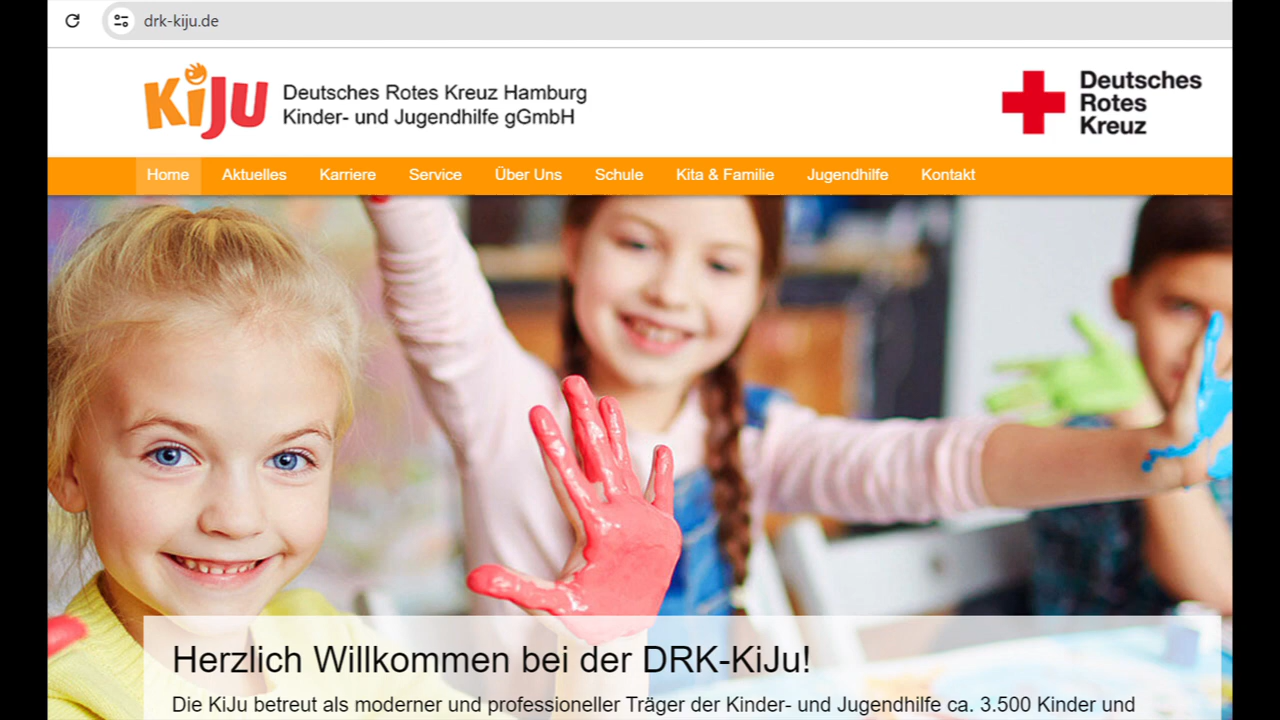 drk-kiju.de
KiJu
Deutsches Rotes Kreuz Hamburg
Kinder- und Jugendhilfe gGmbH
Deutsches
Rotes
Kreuz
Home Aktuelles Karriere Service Über Uns Schule Kita & Familie Jugendhilfe Kontakt
Herzlich Willkommen bei der DRK-KiJu!
Die KiJu betreut als moderner und professioneller Träger der Kinder- und Jugendhilfe ca. 3.500 Kinder und